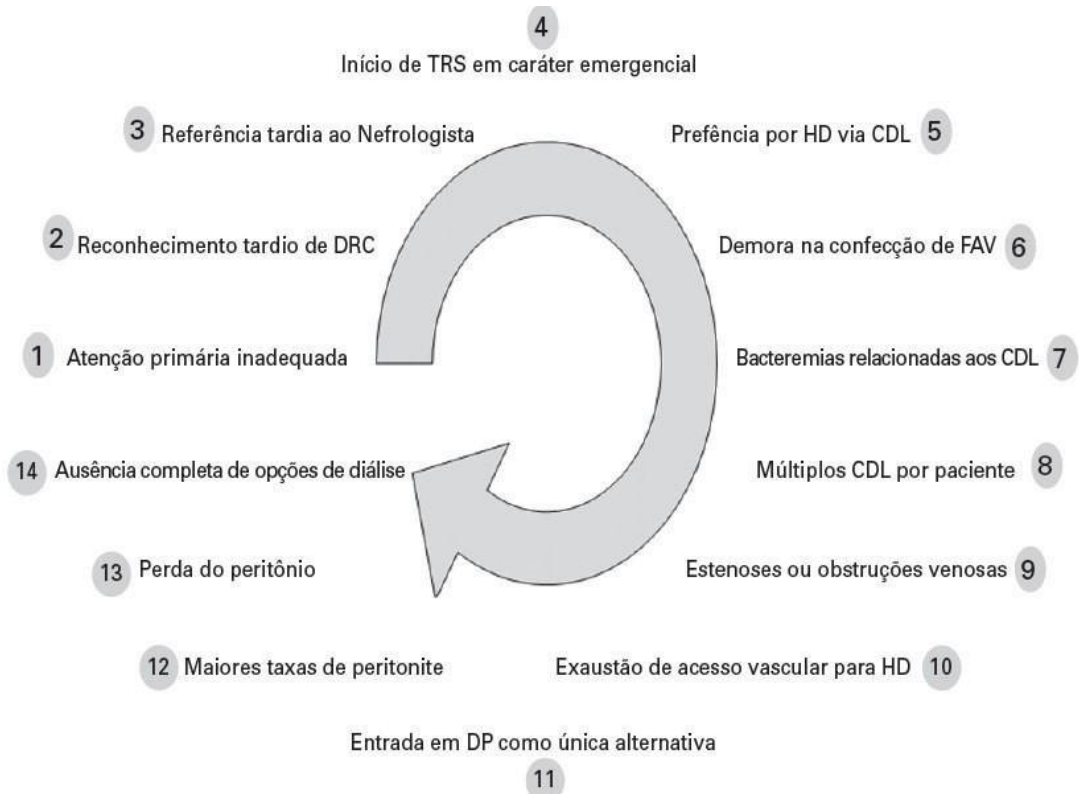 4
Início de TRS em caráter emergencial
3 Referência tardia ao Nefrologista
Prefência por HD via CDL 5
2 Reconhecimento tardio de DRC
Demora na confecção de FAV 6
1 Atenção primária inadequada
Bacteremias relacionadas aos CDL 7
14 Ausência completa de opções de diálise
Múltiplos CDL por paciente 8
13 Perda do peritônio
Estenoses ou obstruções venosas 9
12 Maiores taxas de peritonite
Exaustão de acesso vascular para HD 10
Entrada em DP como única alternativa
11